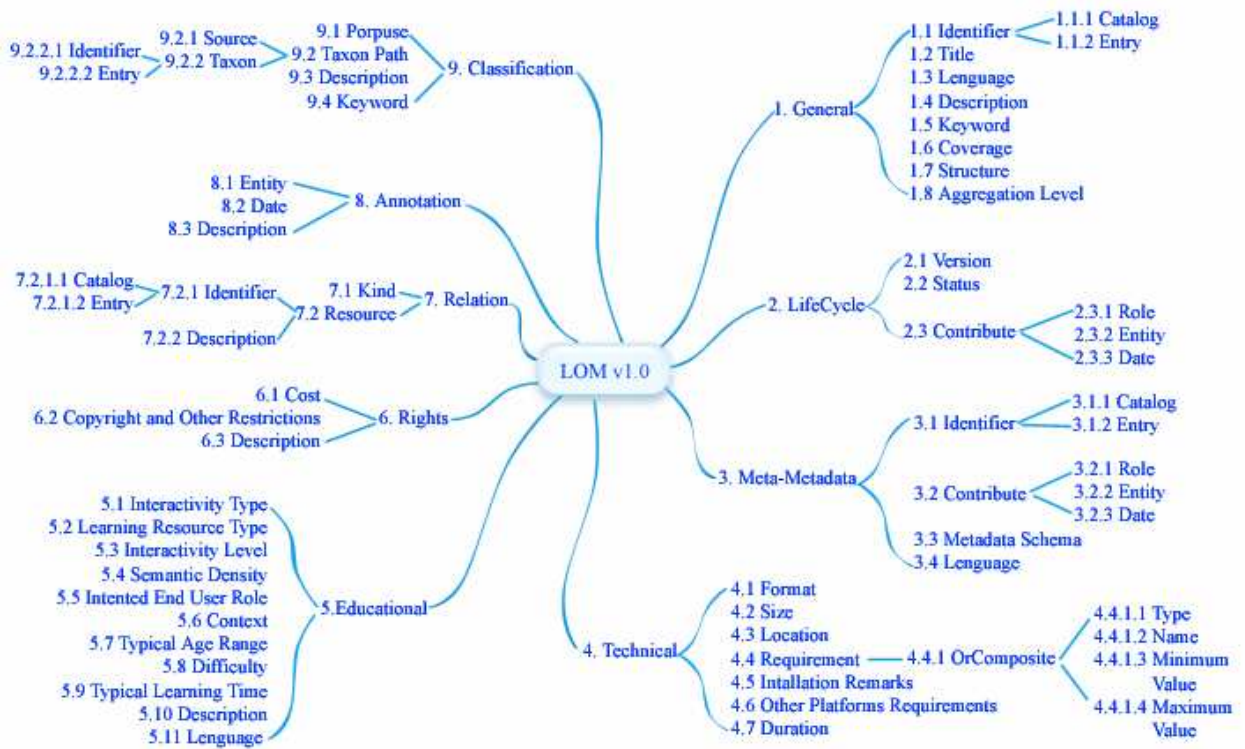 LOM v1.0
1. General
1.1 Identifier
1.1.1 Catalog
1.1.2 Entry
1.2 Title
1.3 Lenguage
1.4 Description
1.5 Keyword
1.6 Coverage
1.7 Structure
1.8 Aggregation Level
2. LifeCycle
2.1 Version
2.2 Status
2.3 Contribute
2.3.1 Role
2.3.2 Entity
2.3.3 Date
3. Meta-Metadata
3.1 Identifier
3.1.1 Catalog
3.1.2 Entry
3.2 Contribute
3.2.1 Role
3.2.2 Entity
3.2.3 Date
3.3 Metadata Schema
3.4 Lenguage
4. Technical
4.1 Format
4.2 Size
4.3 Location
4.4 Requirement
4.4.1 OrComposite
4.4.1.1 Type
4.4.1.2 Name
4.4.1.3 Minimum
Value
4.4.1.4 Maximum
Value
4.5 Intallation Remarks
4.6 Other Platforms Requirements
4.7 Duration
5.Educational
5.1 Interactivity Type
5.2 Learning Resource Type
5.3 Interactivity Level
5.4 Semantic Density
5.5 Intented End User Role
5.6 Context
5.7 Typical Age Range
5.8 Difficulty
5.9 Typical Learning Time
5.10 Description
5.11 Lenguage
6. Rights
6.1 Cost
6.2 Copyright and Other Restrictions
6.3 Description
7. Relation
7.1 Kind
7.2 Resource
7.2.1 Identifier
7.2.1.1 Catalog
7.2.1.2 Entry
7.2.2 Description
8. Annotation
8.1 Entity
8.2 Date
8.3 Description
9. Classification
9.1 Porpuse
9.2 Taxon Path
9.2.1 Source
9.2.2 Taxon
9.2.2.1 Identifier
9.2.2.2 Entry
9.3 Description
9.4 Keyword